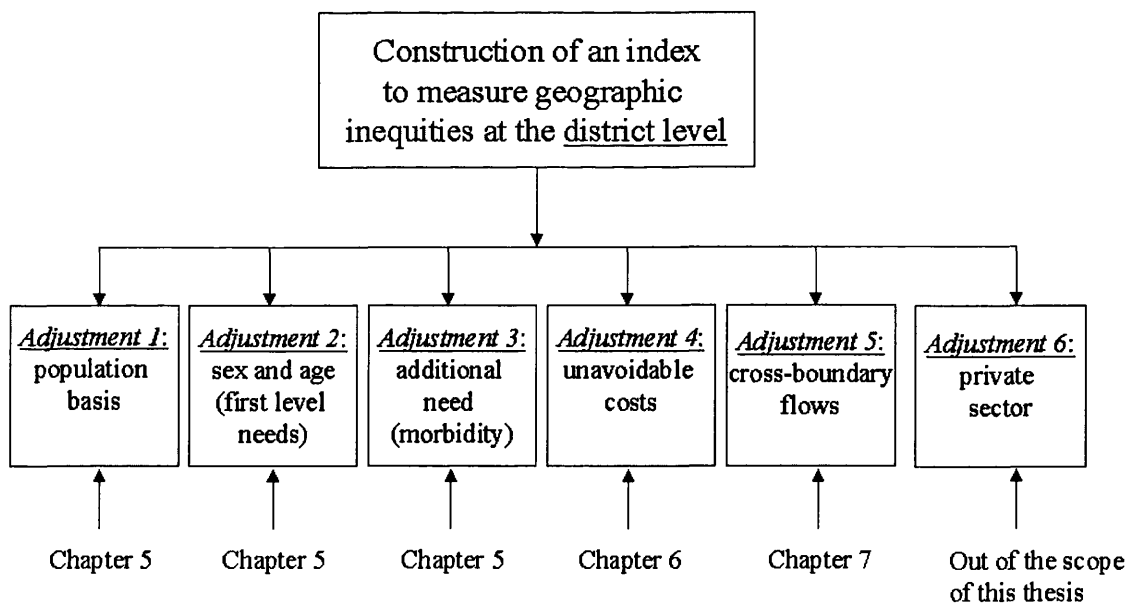 Construction of an index
to measure geographic
inequities at the district level
Adjustment 1:
population
basis
Adjustment 2:
sex and age
(first level
needs)
Adjustment 3:
additional
need
(morbidity)
Adjustment 4:
unavoidable
costs
Adjustment 5:
cross-boundary
flows
Adjustment 6:
private
sector
Chapter 5
Chapter 5
Chapter 5
Chapter 6
Chapter 7
Out of the scope
of this thesis